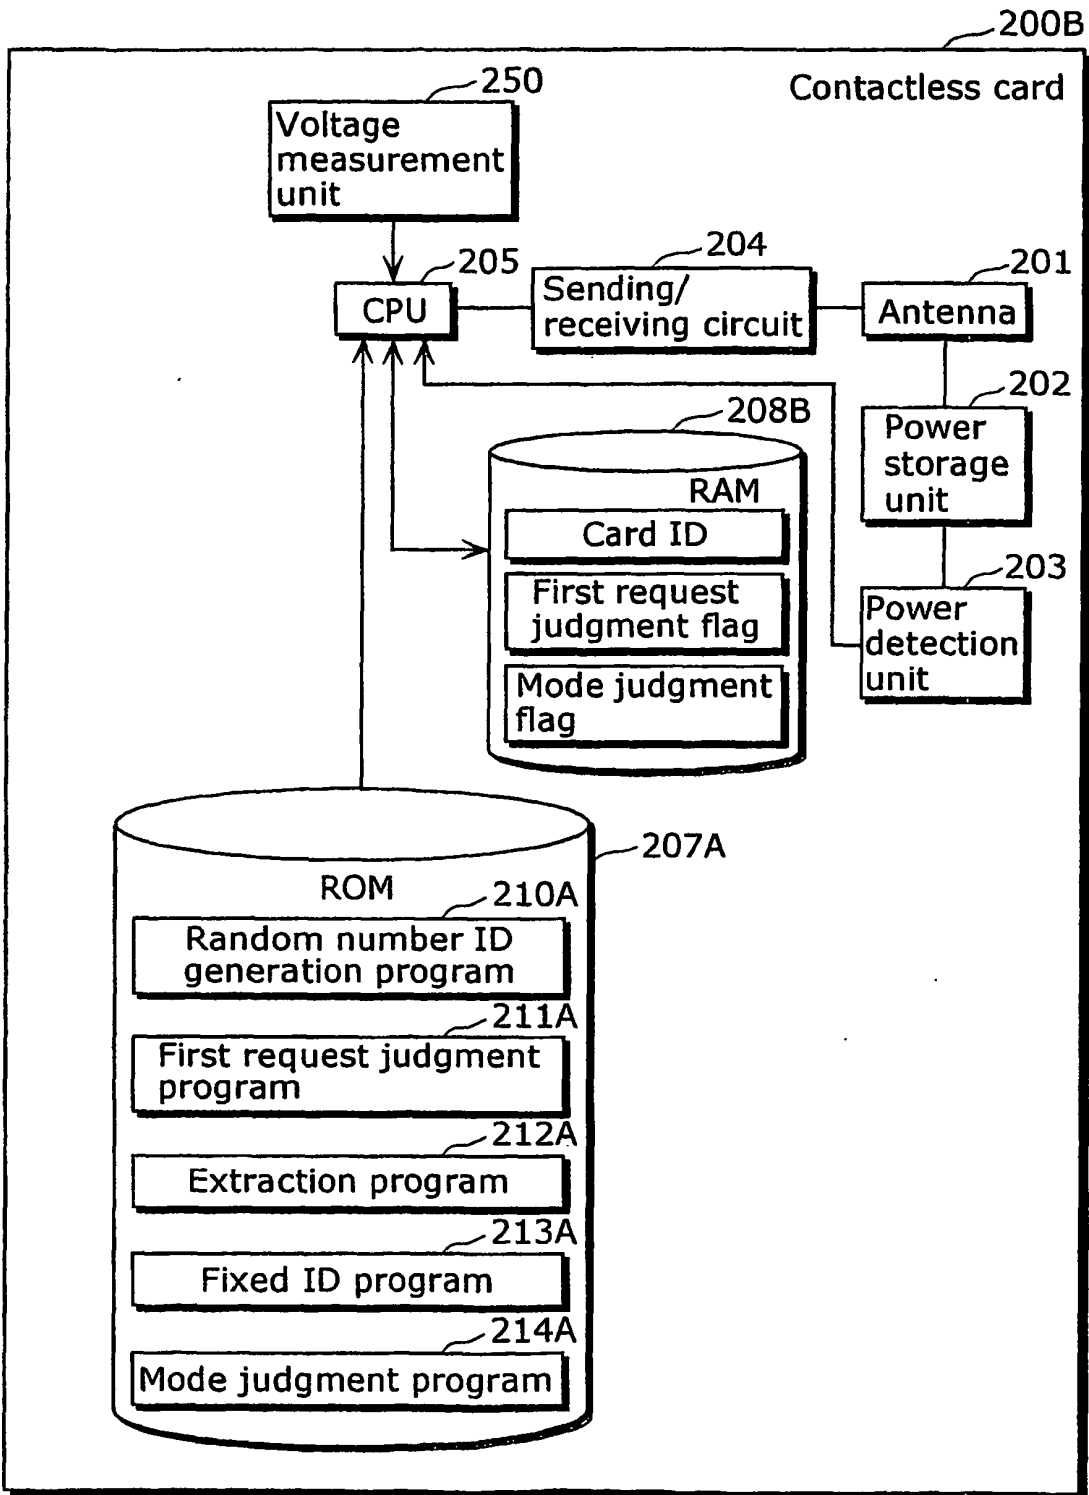 200B
Contactless card
250
Voltage
measurement
unit
205
CPU
204
Sending/
receiving circuit
201
Antenna
202
Power
storage
unit
203
Power
detection
unit
208B
RAM
Card ID
First request
judgment flag
Mode judgment
flag
207A
ROM
210A
Random number ID
generation program
211A
First request judgment
program
212A
Extraction program
213A
Fixed ID program
214A
Mode judgment program